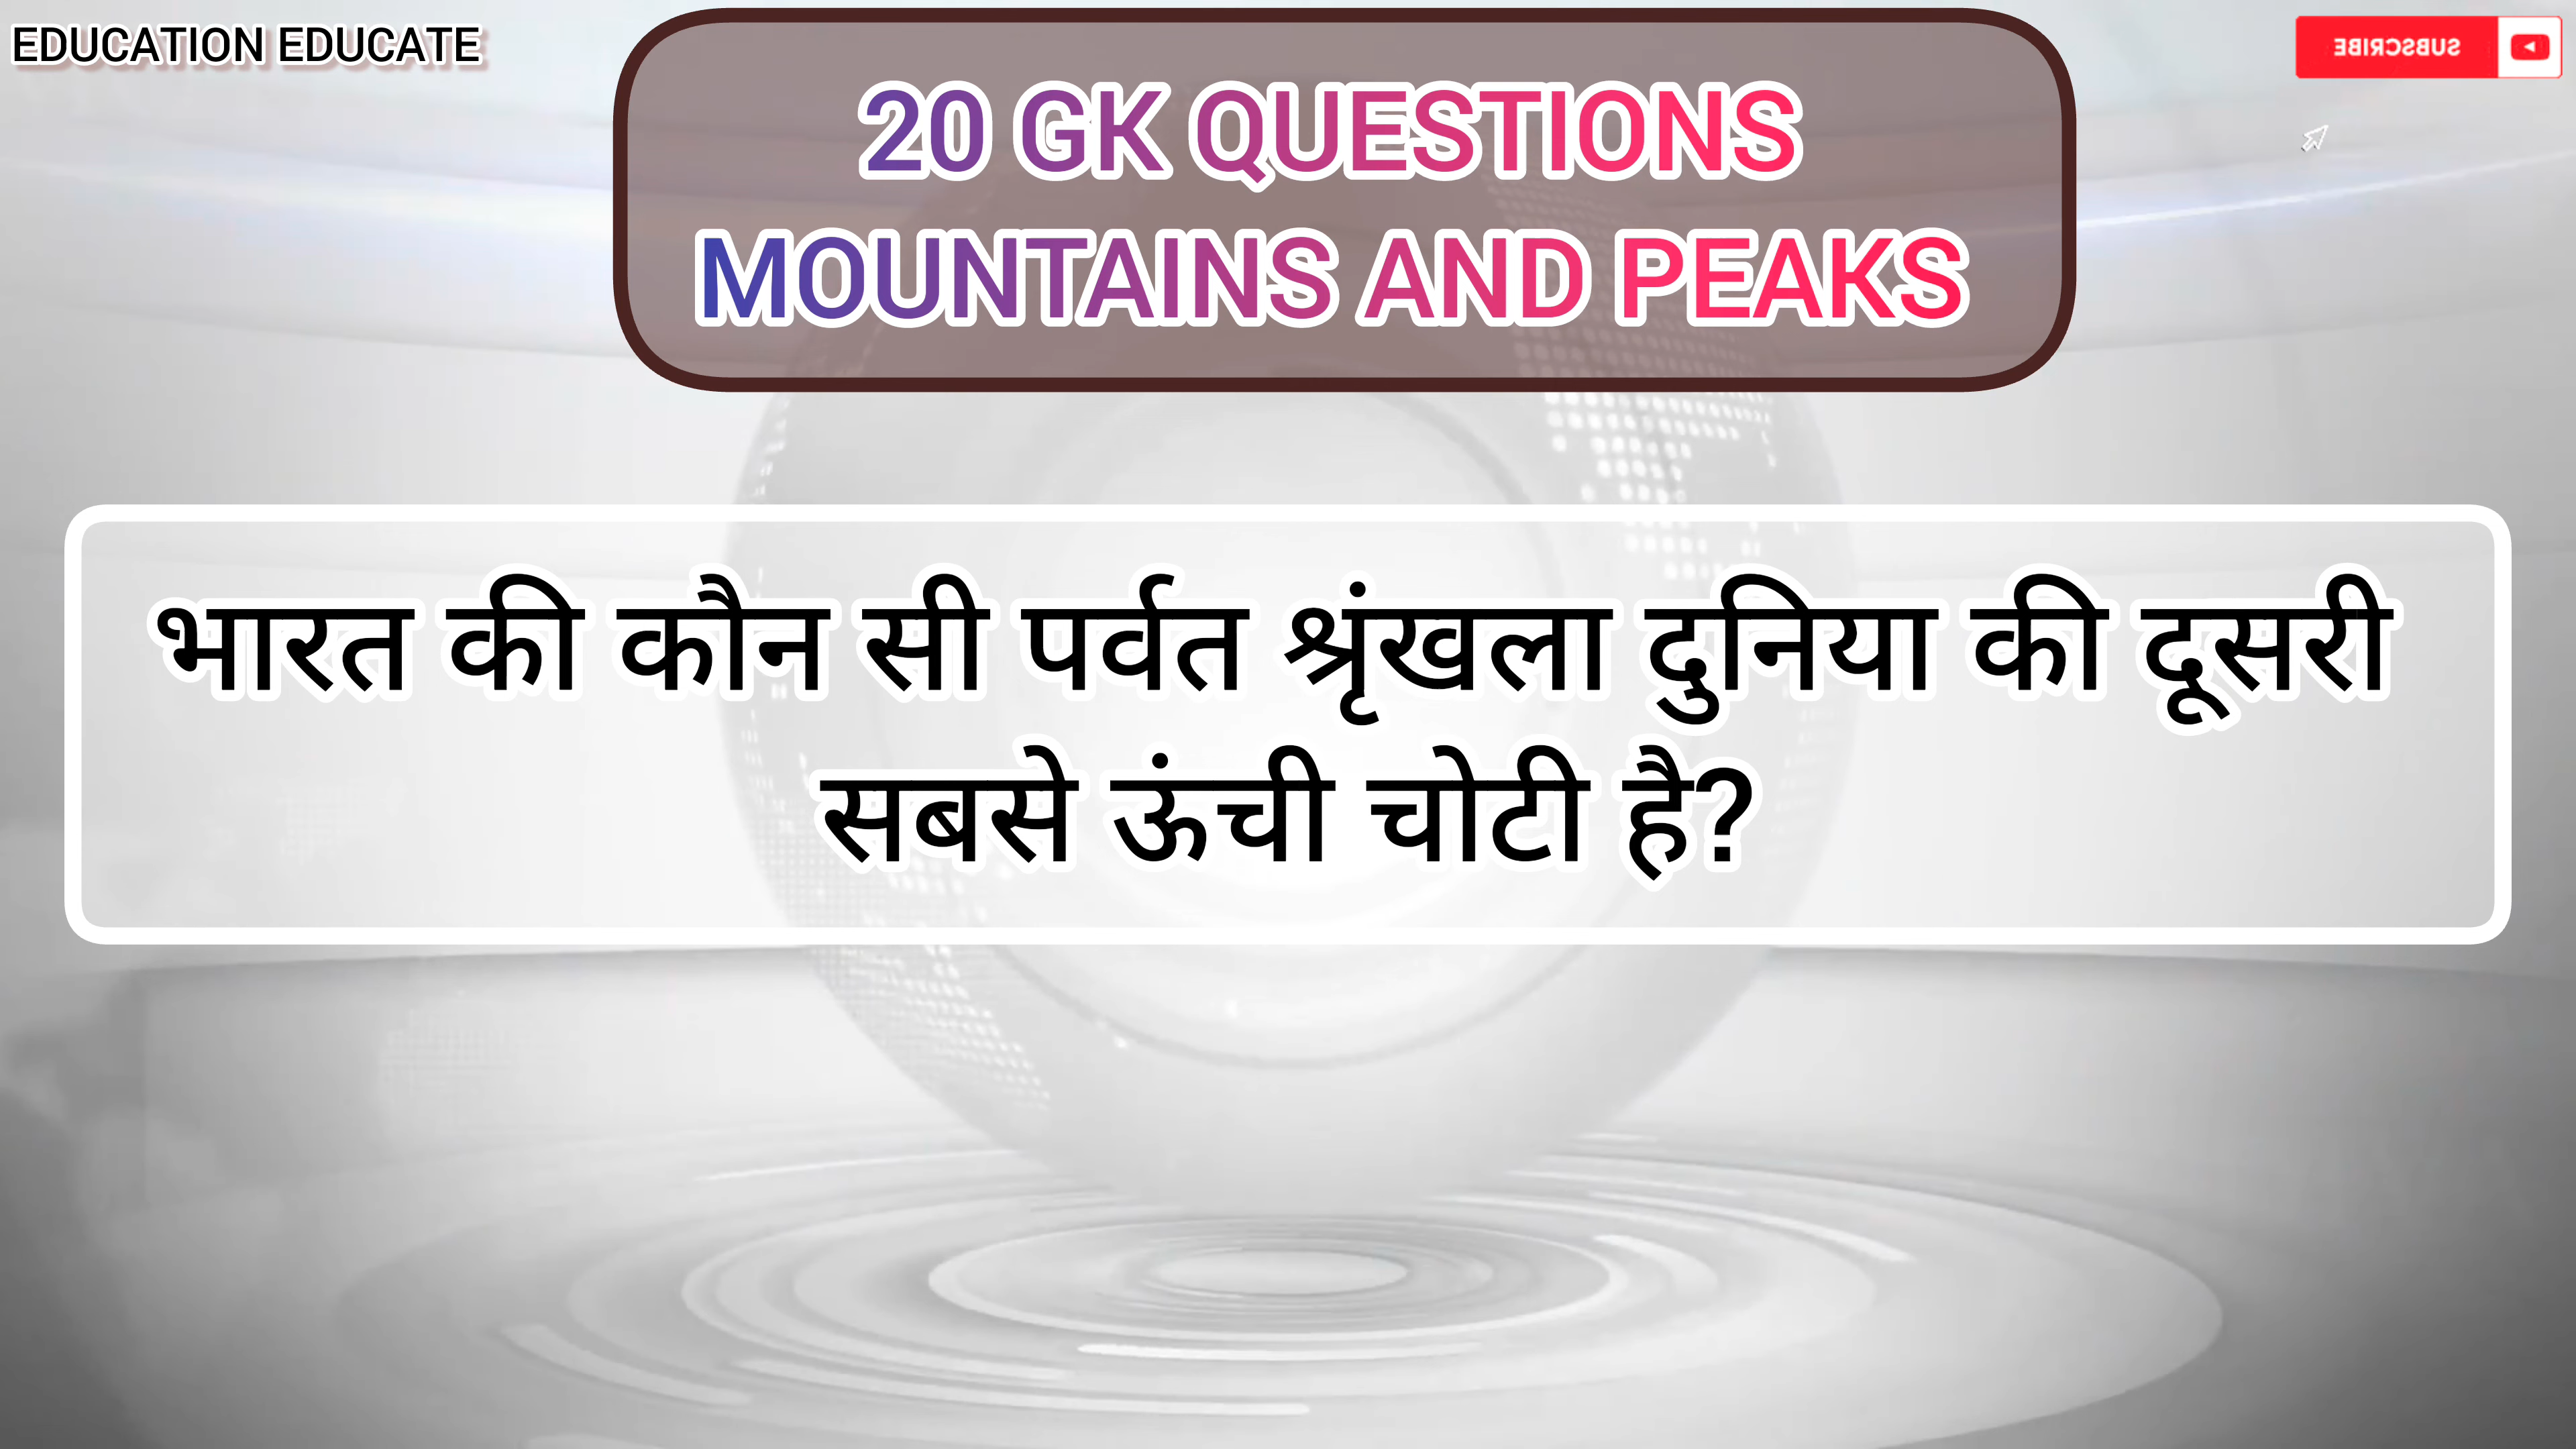 EDUCATION EDUCATE
SUBSCRIBE
20 GK QUESTIONS
MOUNTAINS AND PEAKS
भारत की कौन सी पर्वत श्रृंखला दुनिया की दूसरी
सबसे ऊंची चोटी है?